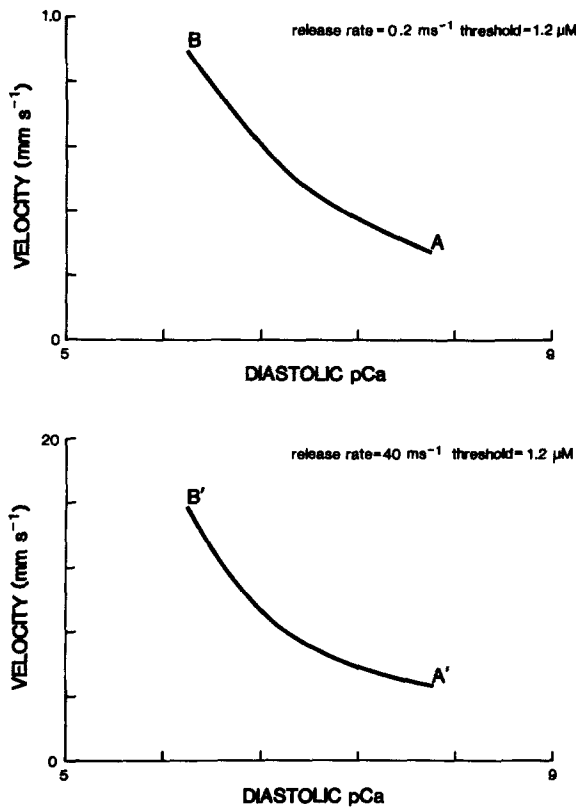 1.0
B
release rate = 0.2 ms⁻¹ threshold = 1.2 µM
VELOCITY (mm s⁻¹)
A
0
5
9
DIASTOLIC pCa
20
release rate=40 ms⁻¹ threshold= 1.2 µM
B'
VELOCITY (mm s⁻¹)
A'
0
5
9
DIASTOLIC pCa